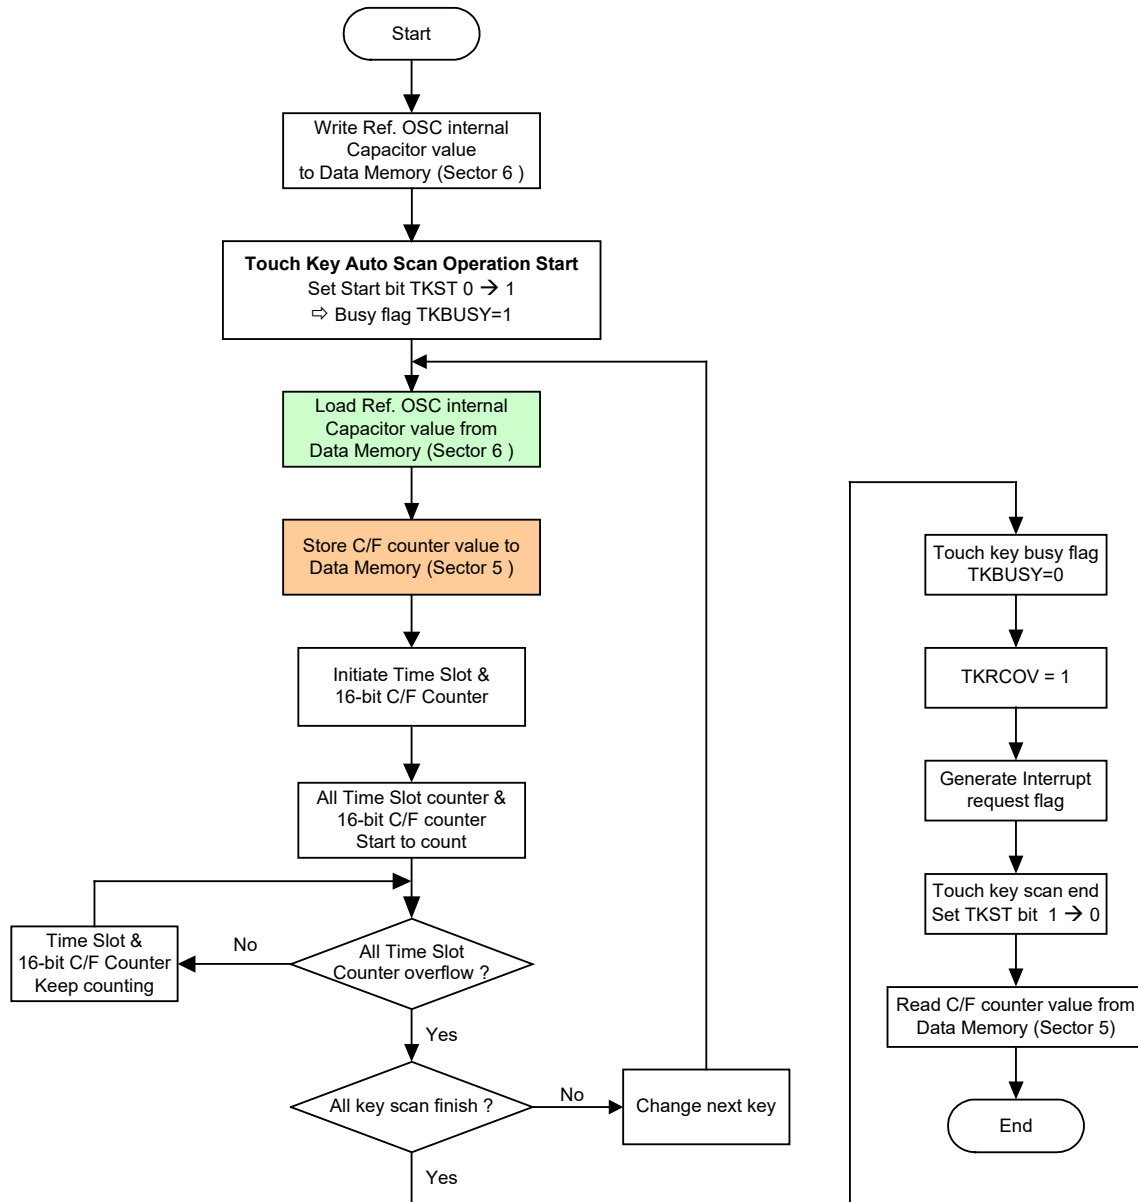 Start
Write Ref. OSC internal
Capacitor value
to Data Memory (Sector 6 )
Touch Key Auto Scan Operation Start
Set Start bit TKST 0 → 1
⇨ Busy flag TKBUSY=1
Load Ref. OSC internal
Capacitor value from
Data Memory (Sector 6 )
Store C/F counter value to
Data Memory (Sector 5 )
Initiate Time Slot &
16-bit C/F Counter
All Time Slot counter &
16-bit C/F counter
Start to count
All Time Slot
Counter overflow ?
No
Time Slot &
16-bit C/F Counter
Keep counting
Yes
All key scan finish ?
No
Change next key
Yes
Touch key busy flag
TKBUSY=0
TKRCOV = 1
Generate Interrupt
request flag
Touch key scan end
Set TKST bit 1 → 0
Read C/F counter value from
Data Memory (Sector 5)
End